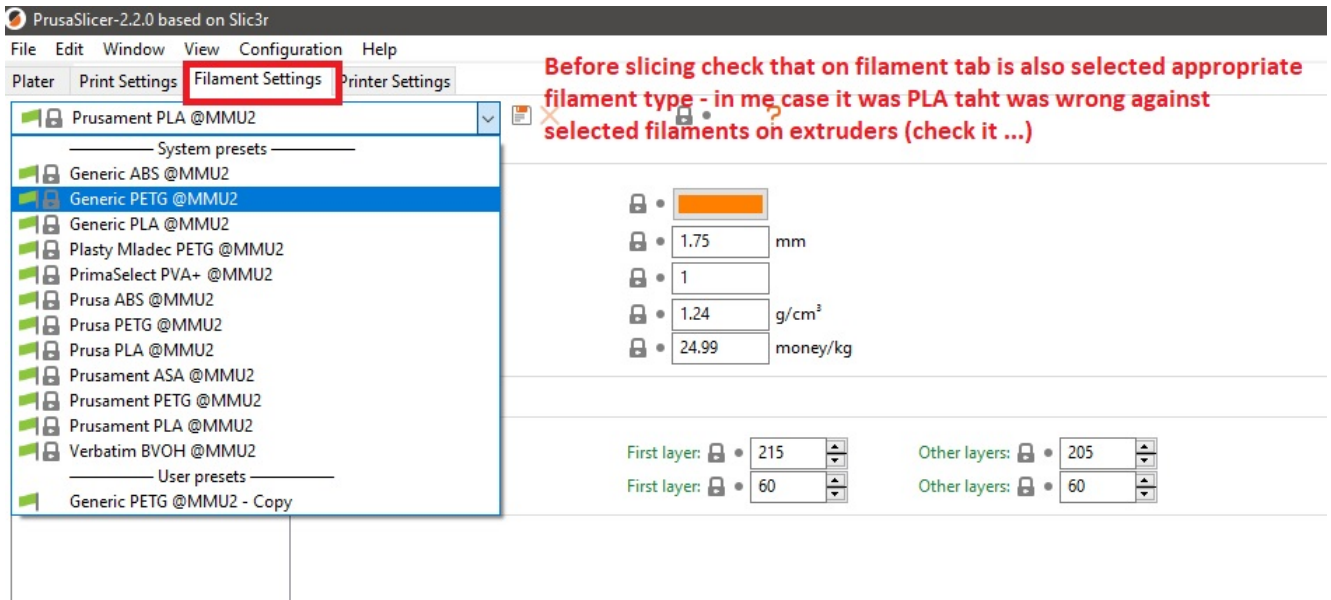 PrusaSlicer-2.2.0 based on Slic3r
File Edit Window View Configuration Help
Plater Print Settings Filament Settings Printer Settings
Before slicing check that on filament tab is also selected appropriate
filament type - in me case it was PLA taht was wrong against
selected filaments on extruders (check it ...)
Prusament PLA @MMU2
?
System presets
Generic ABS @MMU2
Generic PETG @MMU2
Generic PLA @MMU2
Plasty Mladec PETG @MMU2
PrimaSelect PVA+ @MMU2
Prusa ABS @MMU2
Prusa PETG @MMU2
Prusa PLA @MMU2
Prusament ASA @MMU2
Prusament PETG @MMU2
Prusament PLA @MMU2
Verbatim BVOH @MMU2
User presets
Generic PETG @MMU2 - Copy
1.75 mm
1
1.24 g/cm³
24.99 money/kg
First layer: 215 Other layers: 205
First layer: 60 Other layers: 60